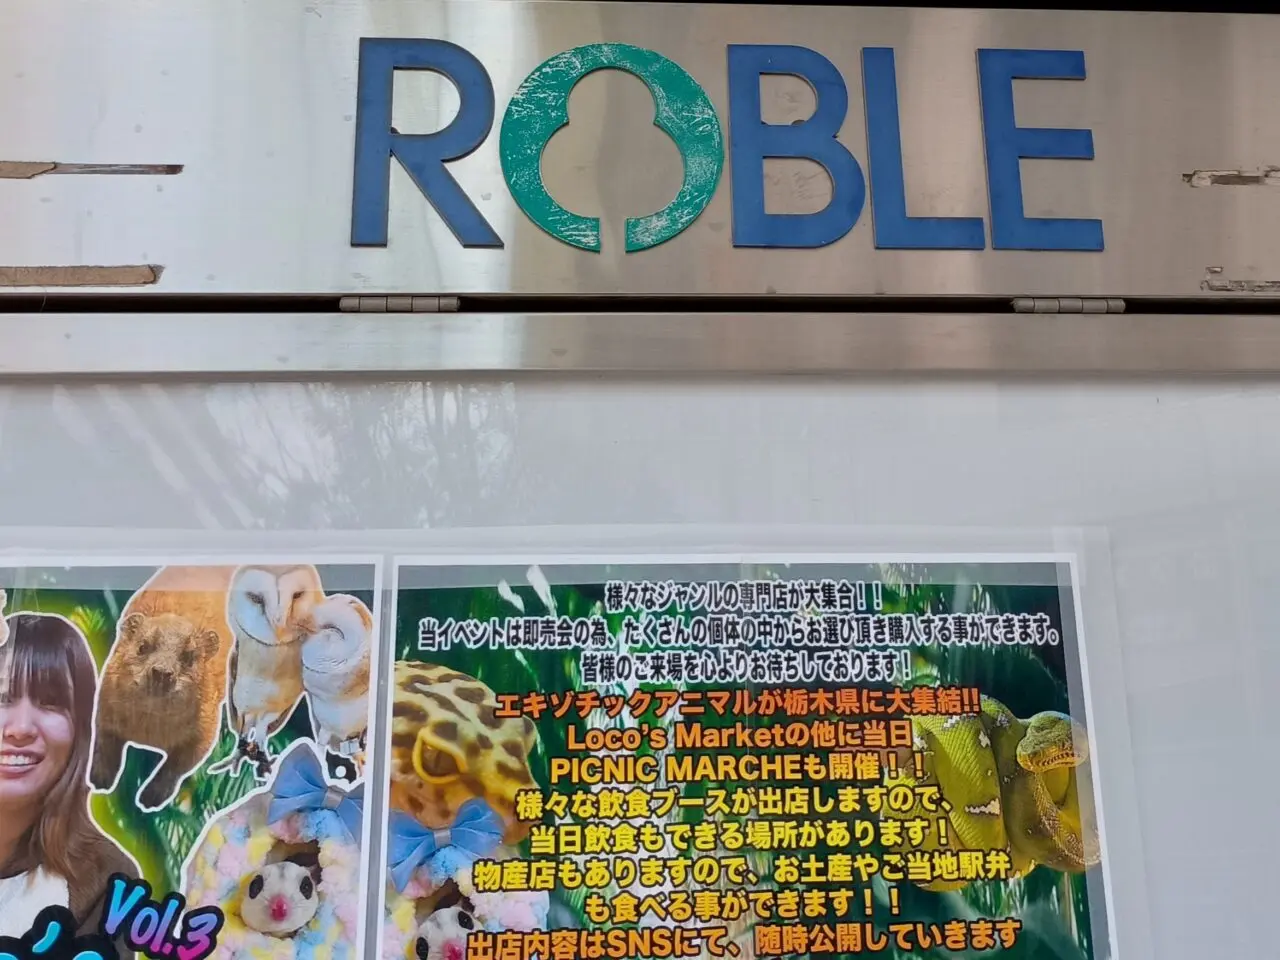 ROBLE
様々なジャンルの専門店が大集合！！
当イベントは即売会の為、たくさんの個体の中からお選び頂き購入する事ができます。
皆様のご来場を心よりお待ちしております！
エキゾチックアニマルが栃木県に大集結!!
Loco's Marketの他に当日
PICNIC MARCHEも開催！！
様々な飲食ブースが出店しますので、
当日飲食もできる場所があります！
物産店もありますので、お土産やご当地駅弁
も食べる事ができます！！
出店内容はSNSにて、随時公開していきます
Vol.3